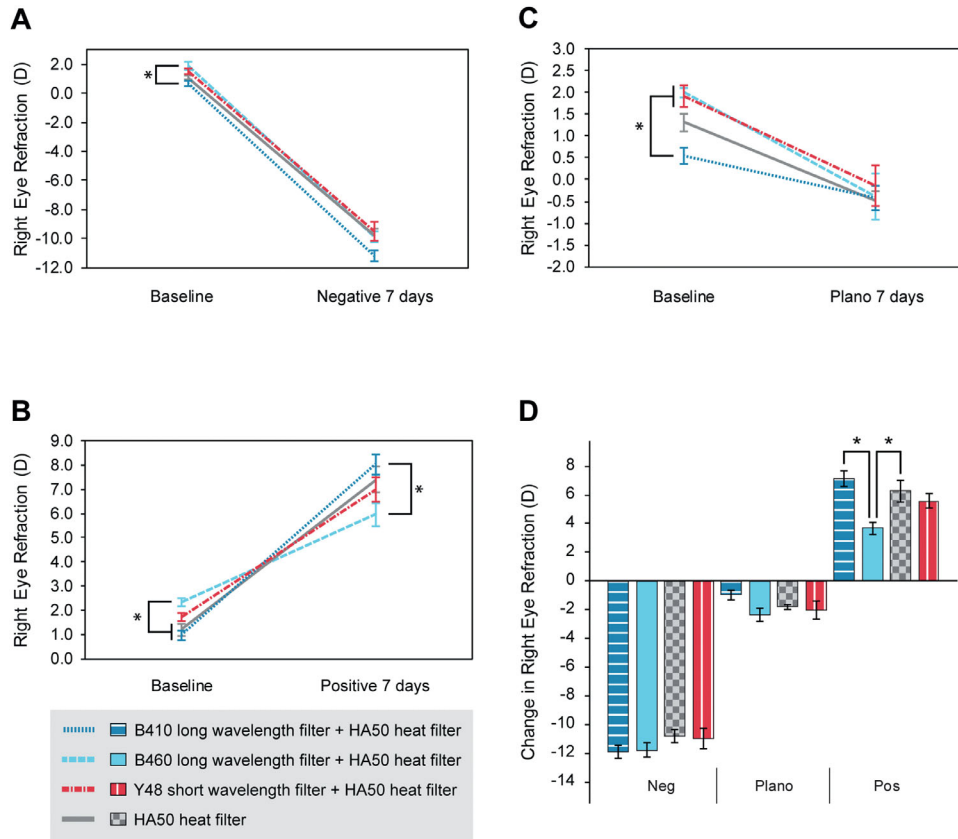 A
Right Eye Refraction (D)
2.0
0.0
-2.0
-4.0
-6.0
-8.0
-10.0
-12.0
*
Baseline
Negative 7 days
C
Right Eye Refraction (D)
3.0
2.5
2.0
1.5
1.0
0.5
0.0
-0.5
-1.0
-1.5
-2.0
*
Baseline
Plano 7 days
B
Right Eye Refraction (D)
9.0
8.0
7.0
6.0
5.0
4.0
3.0
2.0
1.0
0.0
*
*
Baseline
Positive 7 days
B410 long wavelength filter + HA50 heat filter
B460 long wavelength filter + HA50 heat filter
Y48 short wavelength filter + HA50 heat filter
HA50 heat filter
D
Change in Right Eye Refraction (D)
8
6
4
2
0
-2
-4
-6
-8
-10
-12
-14
* *
Neg
Plano
Pos